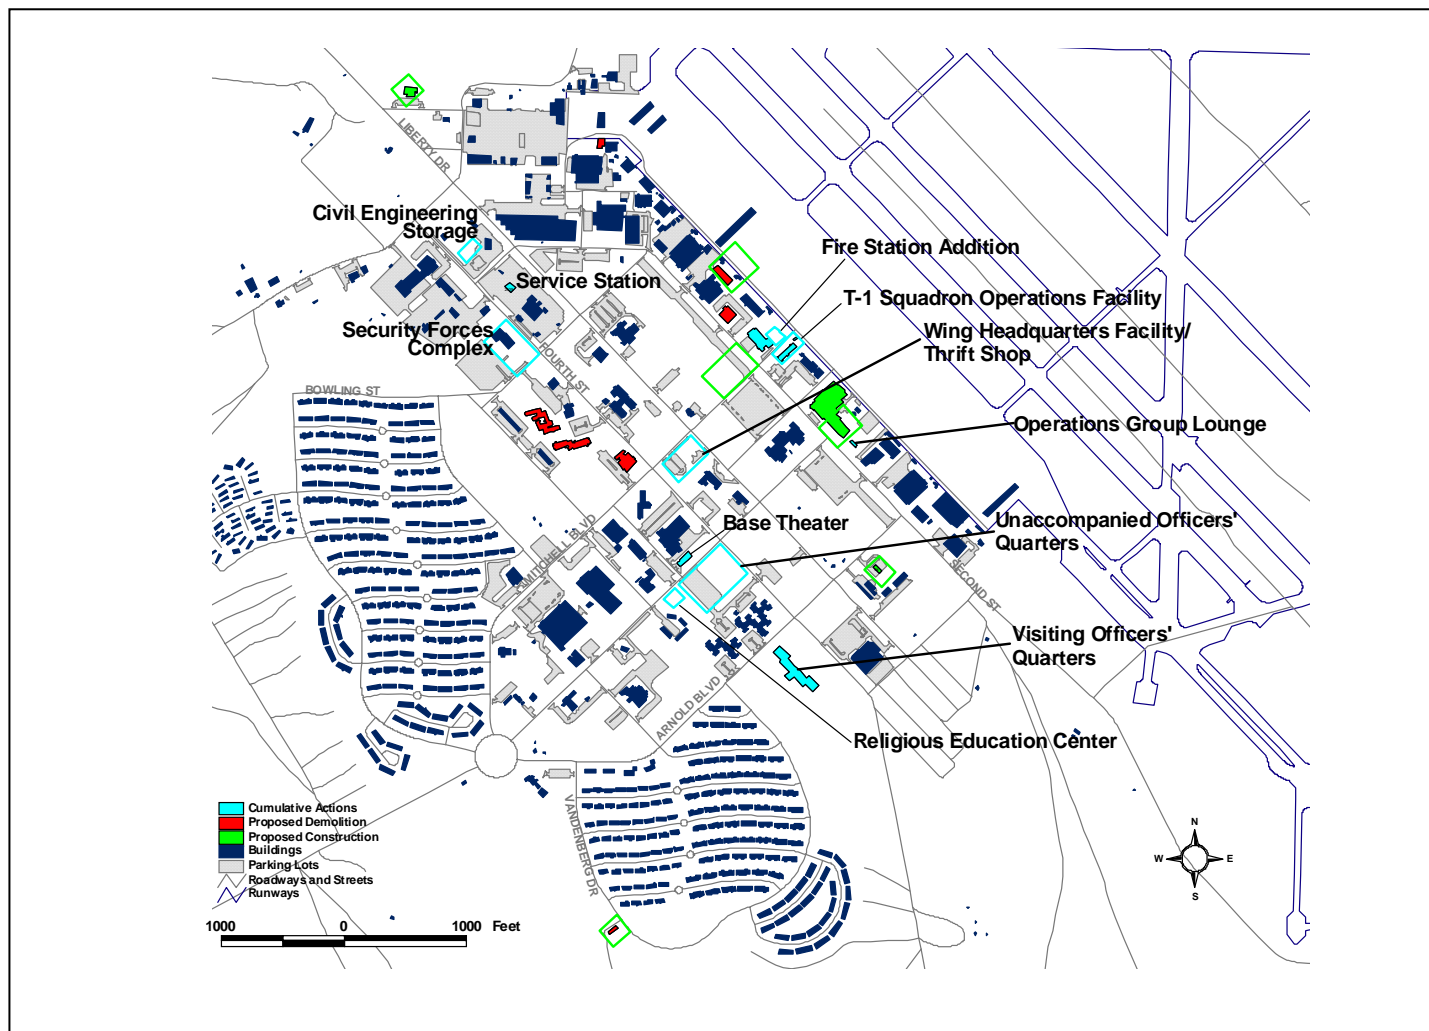 LIBERTY DR
Civil Engineering
Storage
Fire Station Addition
Service Station
T-1 Squadron Operations Facility
Security Forces
Complex
Wing Headquarters Facility/
Thrift Shop
FOURTH ST
BOWLING ST
Operations Group Lounge
Base Theater
Unaccompanied Officers'
Quarters
MITCHELL BLVD
SECOND ST
Visiting Officers'
Quarters
ARNOLD BLVD
Religious Education Center
VANDENBERG DR
Cumulative Actions
Proposed Demolition
Proposed Construction
Buildings
Parking Lots
Roadways and Streets
Runways
N
W
E
S
1000 0 1000 Feet